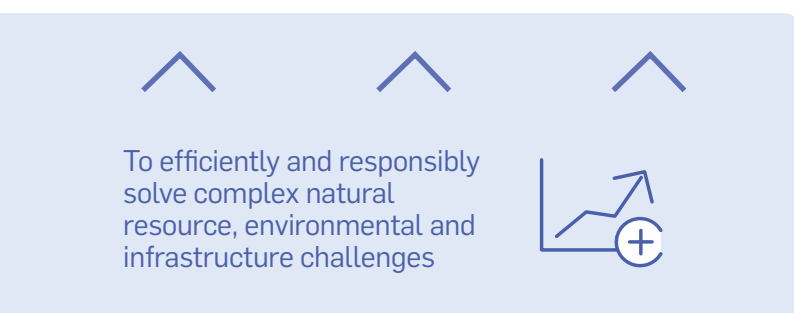 To efficiently and responsibly
solve complex natural
resource, environmental and
infrastructure challenges